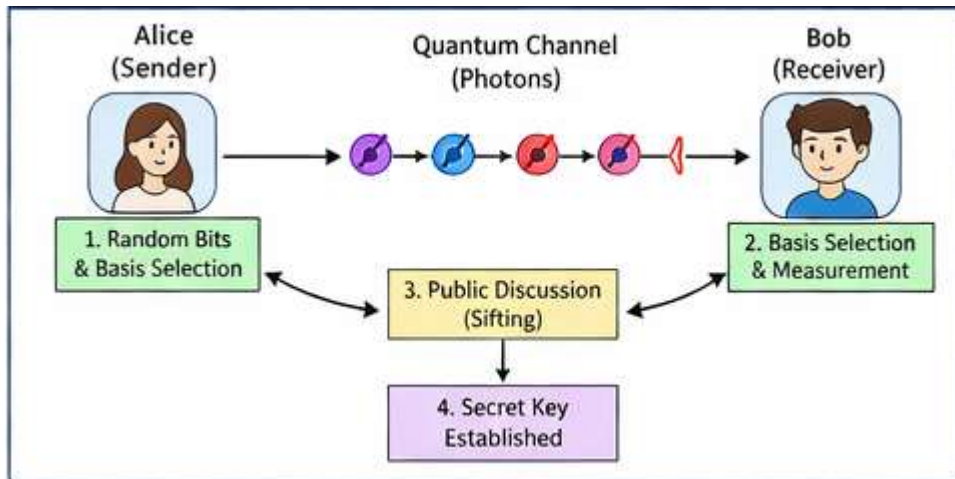 Alice
(Sender)
Quantum Channel
(Photons)
Bob
(Receiver)
1. Random Bits
& Basis Selection
2. Basis Selection
& Measurement
3. Public Discussion
(Sifting)
4. Secret Key
Established